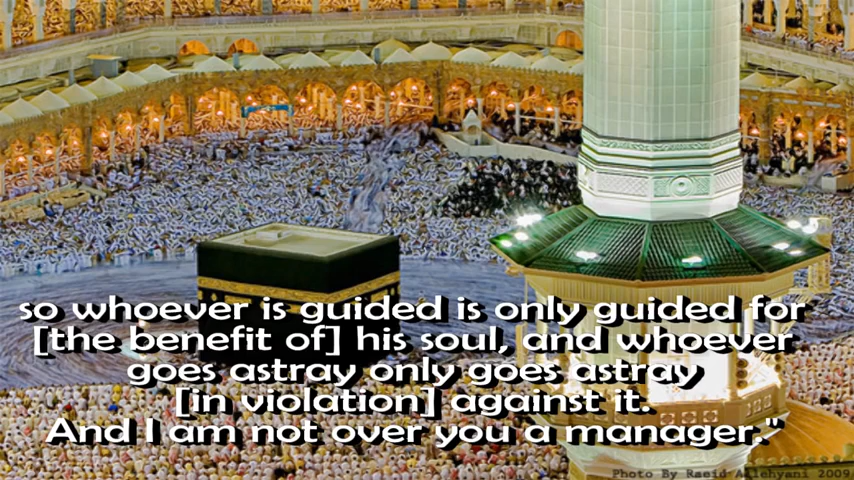 so whoever is guided is only guided for
[the benefit of] his soul, and whoever
goes astray only goes astray
[in violation] against it.
And I am not over you a manager."
Photo By Raeid Allehyani 2009